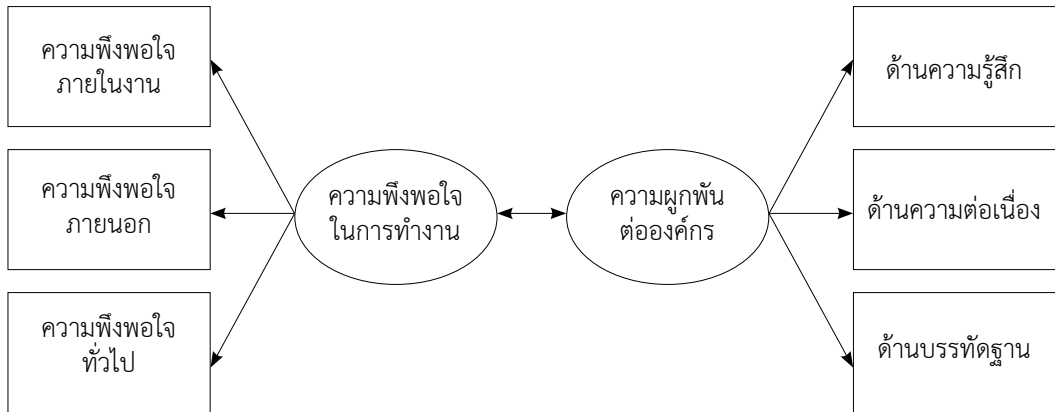 ความพึงพอใจ
ภายในงาน
ความพึงพอใจ
ภายนอก
ความพึงพอใจ
ทั่วไป
ความพึงพอใจ
ในการทำงาน
ความผูกพัน
ต่อองค์กร
ด้านความรู้สึก
ด้านความต่อเนื่อง
ด้านบรรทัดฐาน